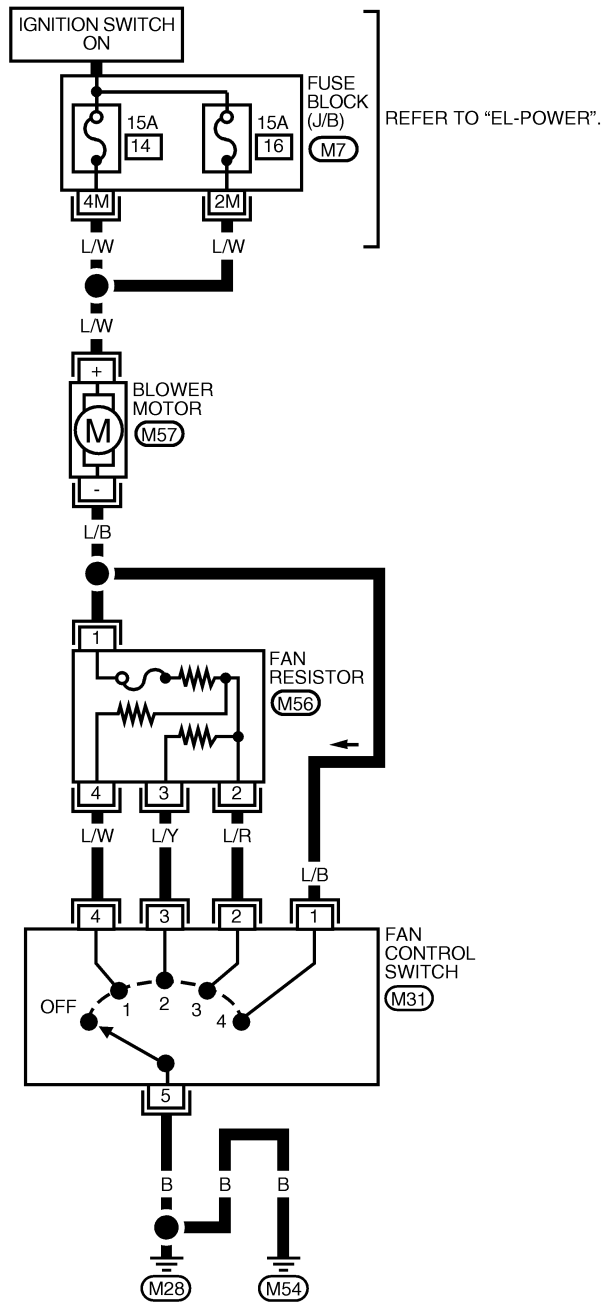 IGNITION SWITCH
ON
FUSE
BLOCK
(J/B)
M7
REFER TO “EL-POWER”.
15A
14
15A
16
4M
2M
L/W
L/W
L/W
+
BLOWER
MOTOR
M57
M
-
L/B
1
FAN
RESISTOR
M56
4
3
2
L/W
L/Y
L/R
L/B
4
3
2
1
FAN
CONTROL
SWITCH
M31
OFF
1
2
3
4
5
B
B
B
M28
M54